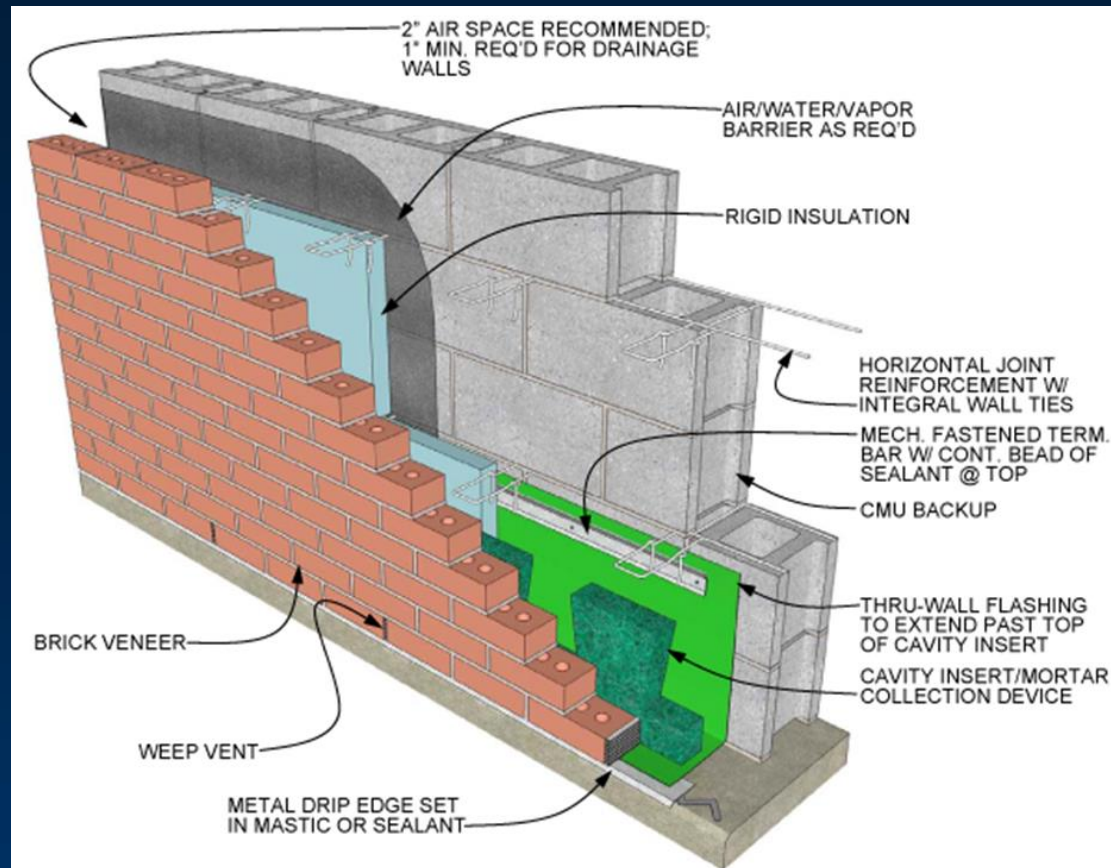 2” AIR SPACE RECOMMENDED;
1” MIN. REQ’D FOR DRAINAGE
WALLS
AIR/WATER/VAPOR
BARRIER AS REQ’D
RIGID INSULATION
HORIZONTAL JOINT
REINFORCEMENT W/
INTEGRAL WALL TIES
MECH. FASTENED TERM.
BAR W/ CONT. BEAD OF
SEALANT @ TOP
CMU BACKUP
THRU-WALL FLASHING
TO EXTEND PAST TOP
OF CAVITY INSERT
CAVITY INSERT/MORTAR
COLLECTION DEVICE
BRICK VENEER
WEEP VENT
METAL DRIP EDGE SET
IN MASTIC OR SEALANT